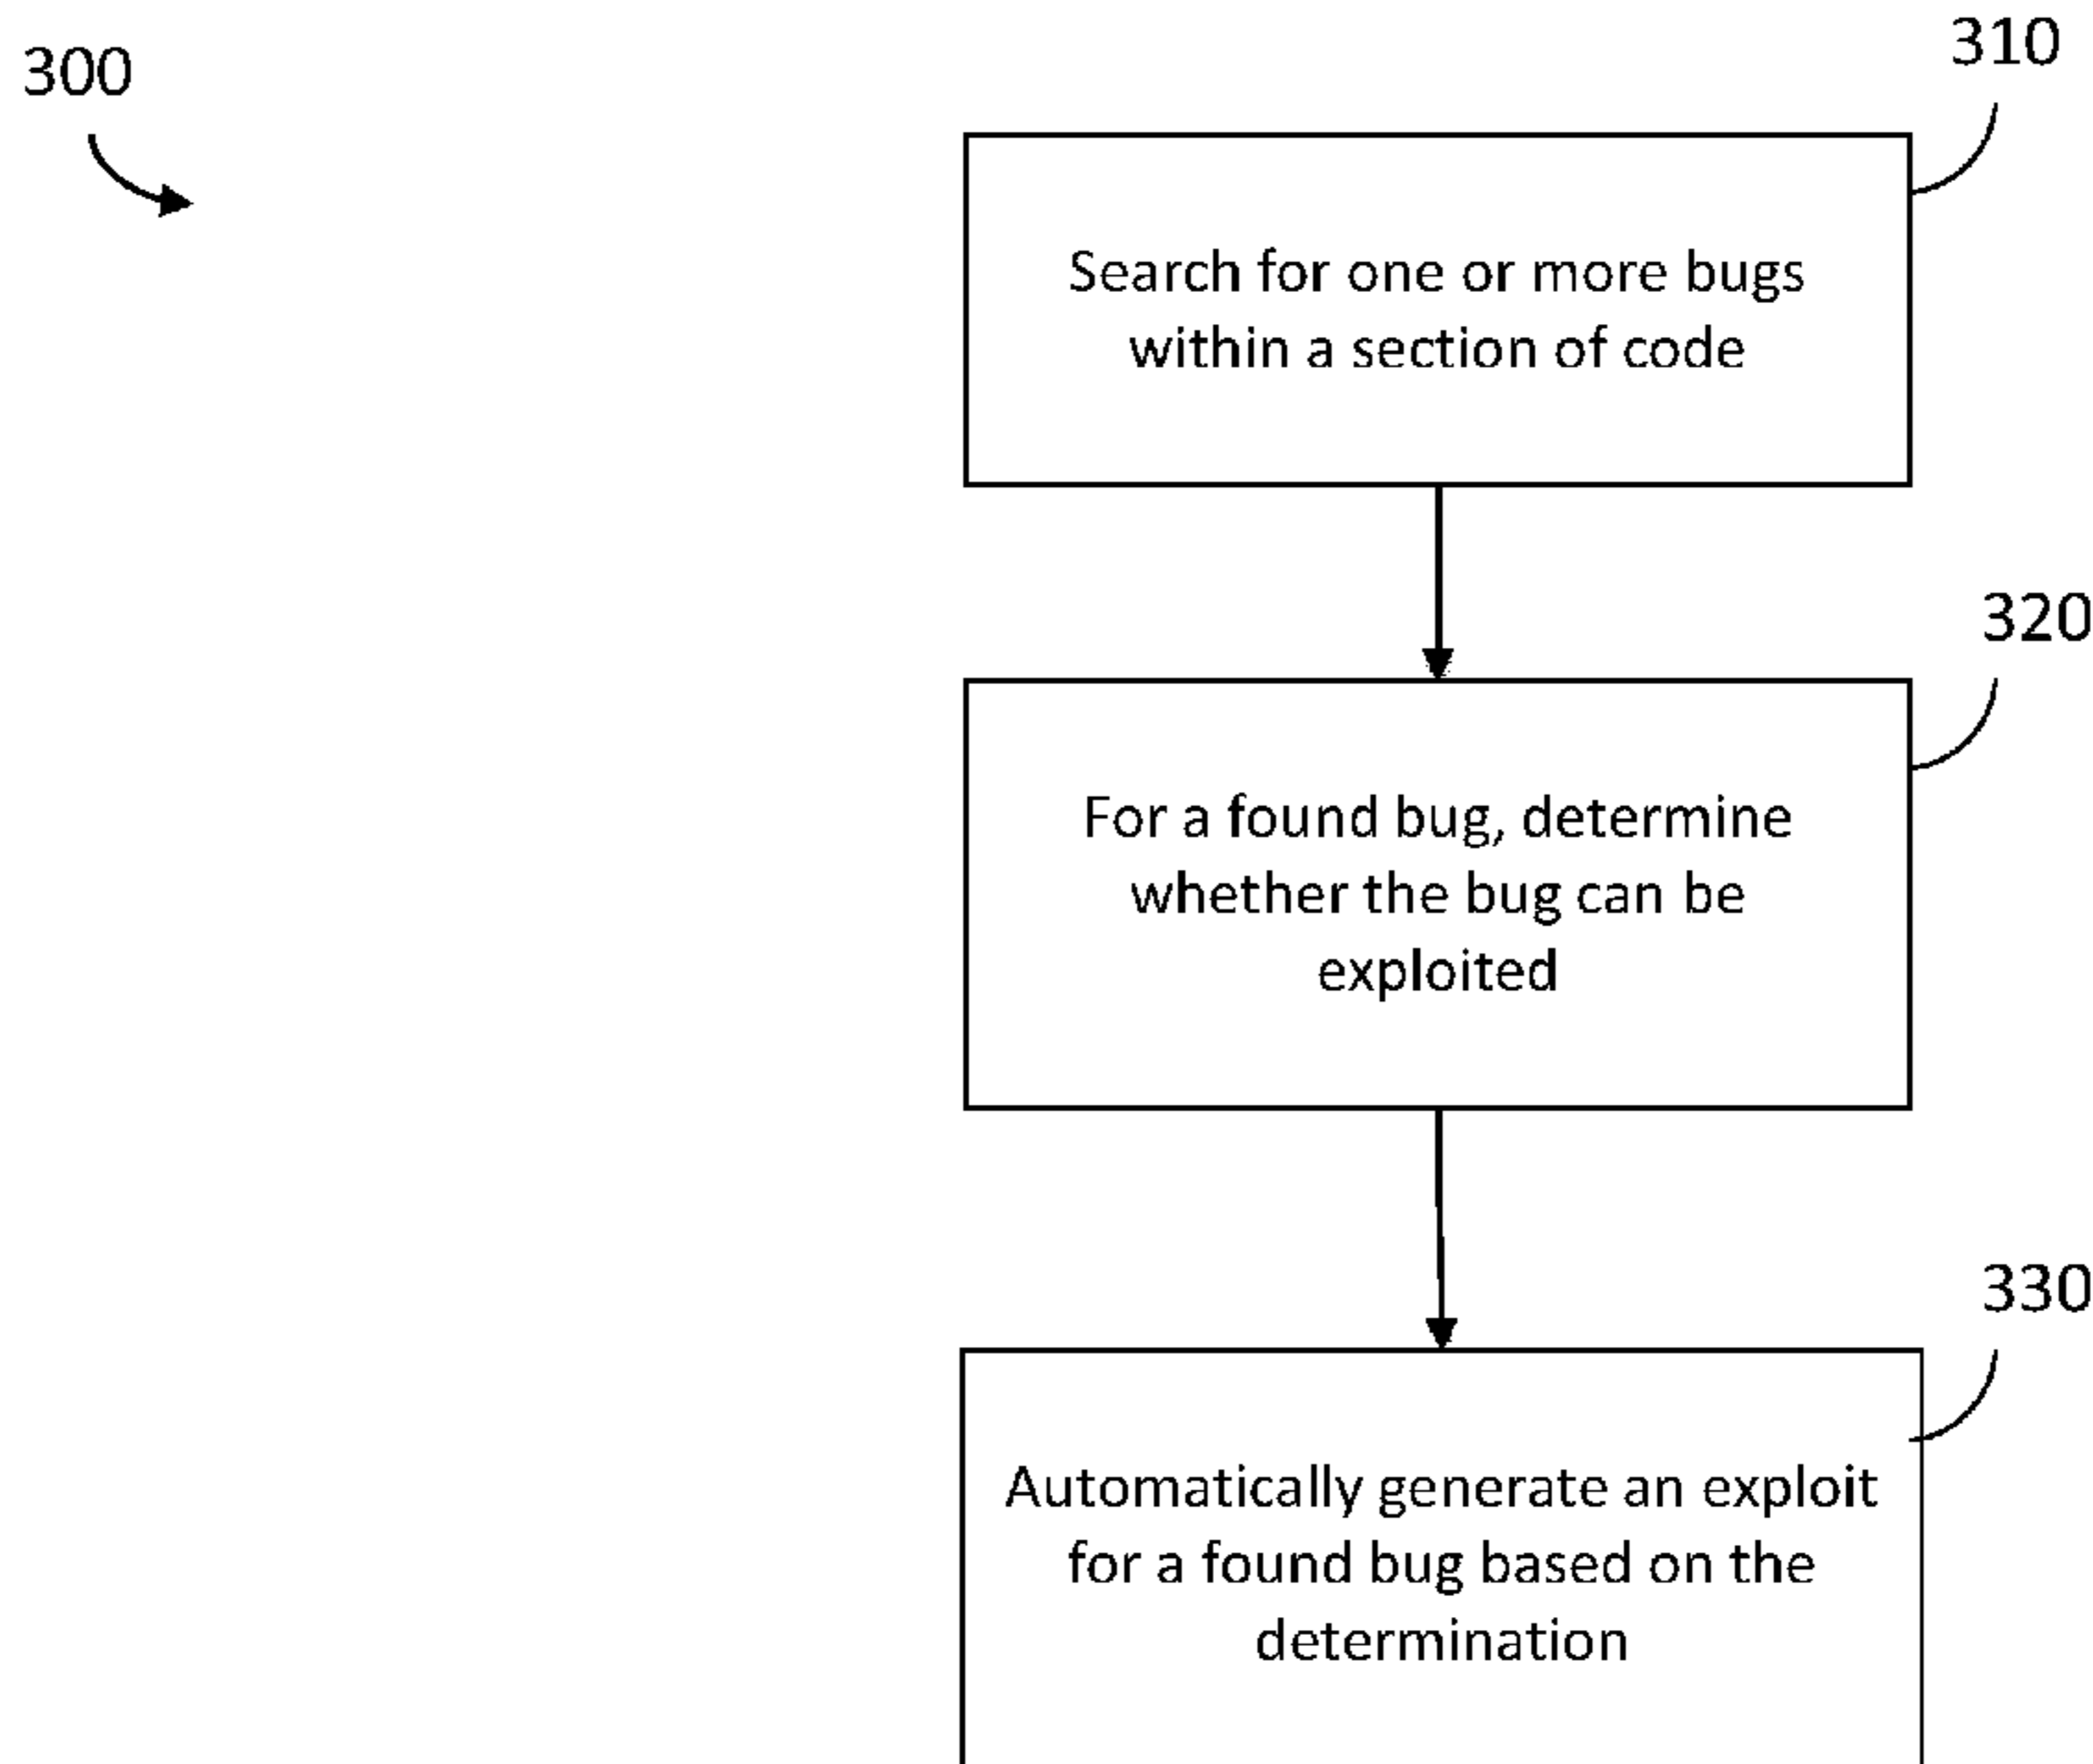 300
310
Search for one or more bugs
within a section of code
320
For a found bug, determine
whether the bug can be
exploited
330
Automatically generate an exploit
for a found bug based on the
determination